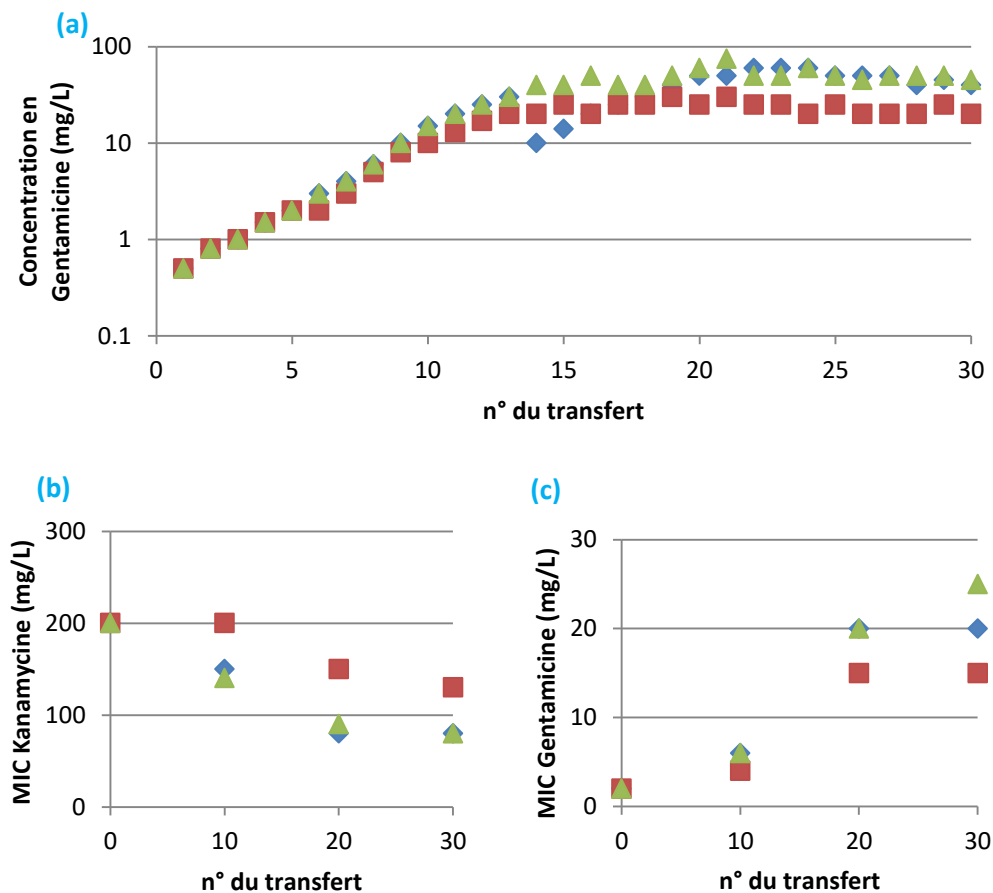 (a)
Concentration en
Gentamicine (mg/L)
100
10
1
0.1
0 5 10 15 20 25 30
n° du transfert
(b)
MIC Kanamycine (mg/L)
300
200
100
0
0 10 20 30
n° du transfert
(c)
MIC Gentamicine (mg/L)
30
20
10
0
0 10 20 30
n° du transfert